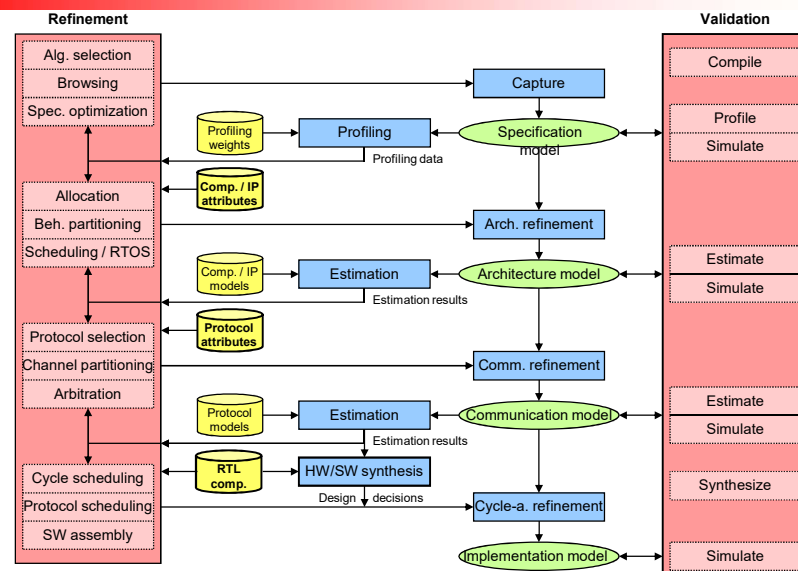 Refinement
Validation
Alg. selection
Browsing
Spec. optimization
Capture
Compile
Profiling
weights
Profiling
Specification
model
Profile
Simulate
Profiling data
Comp. / IP
attributes
Allocation
Beh. partitioning
Scheduling / RTOS
Arch. refinement
Comp. / IP
models
Estimation
Architecture model
Estimate
Simulate
Estimation results
Protocol
attributes
Protocol selection
Channel partitioning
Arbitration
Comm. refinement
Protocol
models
Estimation
Communication model
Estimate
Simulate
Estimation results
RTL
comp.
HW/SW synthesis
Cycle scheduling
Protocol scheduling
SW assembly
Synthesize
Design decisions
Cycle-a. refinement
Implementation model
Simulate